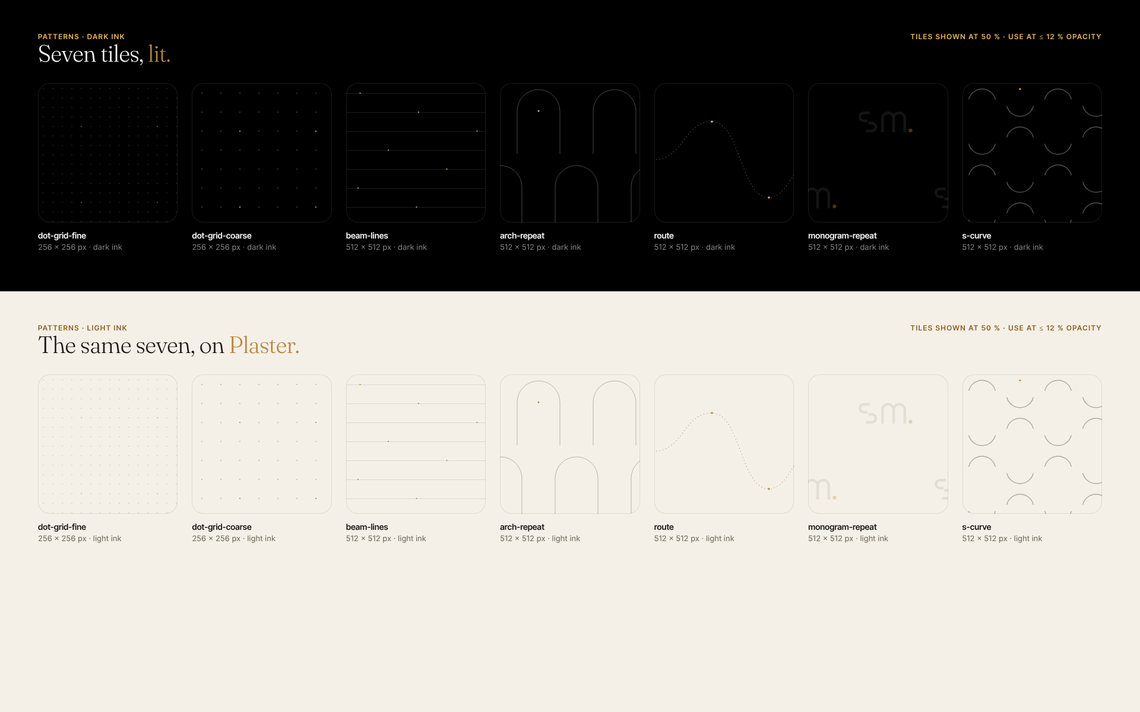 PATTERNS · DARK INK
TILES SHOWN AT 50 % · USE AT ≤ 12 % OPACITY
Seven tiles, lit.
sm.
m.
s
dot-grid-fine
256 × 256 px · dark ink
dot-grid-coarse
256 × 256 px · dark ink
beam-lines
512 × 512 px · dark ink
arch-repeat
512 × 512 px · dark ink
route
512 × 512 px · dark ink
monogram-repeat
512 × 512 px · dark ink
s-curve
512 × 512 px · dark ink
PATTERNS · LIGHT INK
TILES SHOWN AT 50 % · USE AT ≤ 12 % OPACITY
The same seven, on Plaster.
sm.
m.
s
dot-grid-fine
256 × 256 px · light ink
dot-grid-coarse
256 × 256 px · light ink
beam-lines
512 × 512 px · light ink
arch-repeat
512 × 512 px · light ink
route
512 × 512 px · light ink
monogram-repeat
512 × 512 px · light ink
s-curve
512 × 512 px · light ink